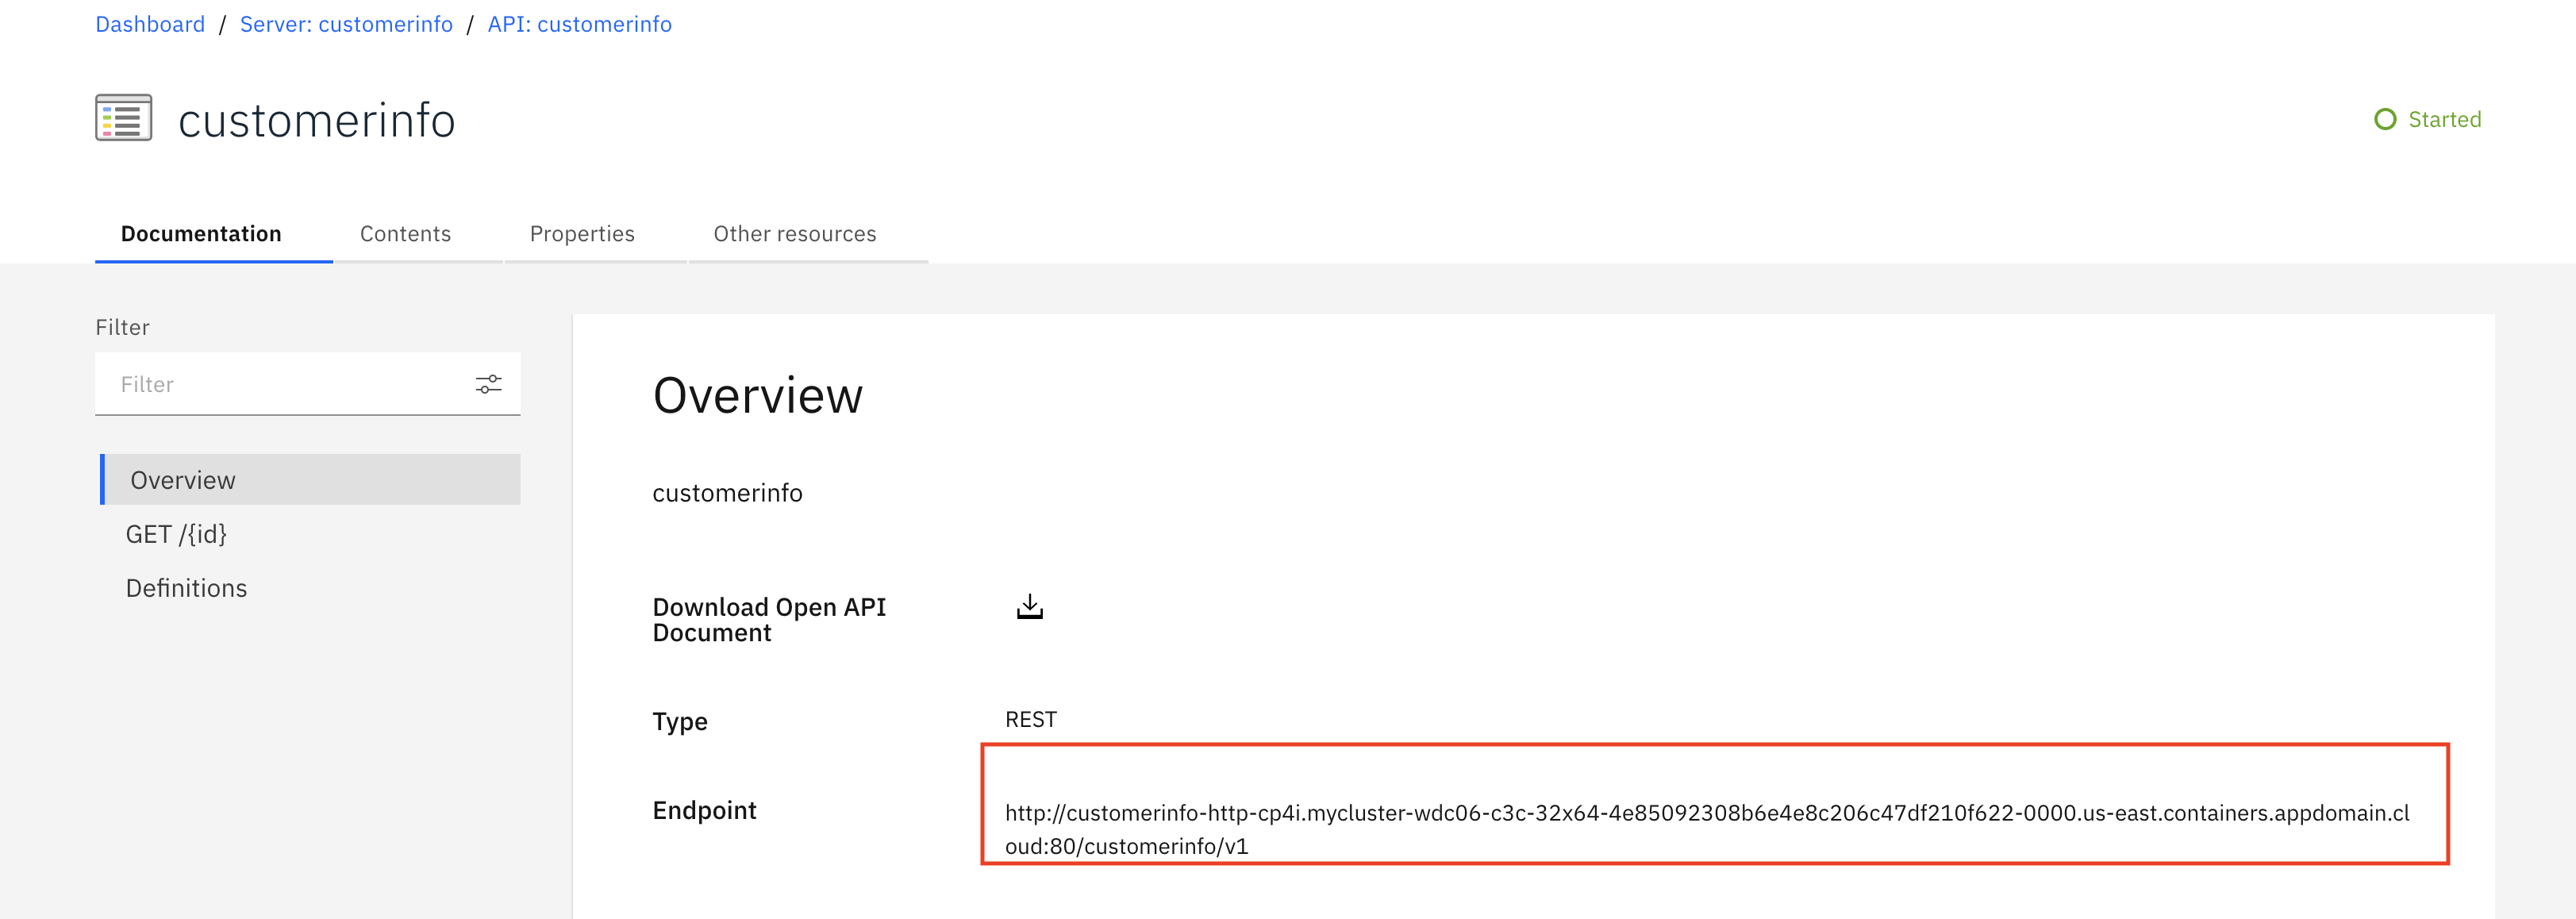 Dashboard / Server: customerinfo / API: customerinfo
customerinfo
Started
Documentation
Contents
Properties
Other resources
Filter
Filter
Overview
GET /{id}
Definitions
Overview
customerinfo
Download Open API
Document
Type
REST
Endpoint
http://customerinfo-http-cp4i.mycluster-wdc06-c3c-32x64-4e85092308b6e4e8c206c47df210f622-0000.us-east.containers.appdomain.cl
oud:80/customerinfo/v1